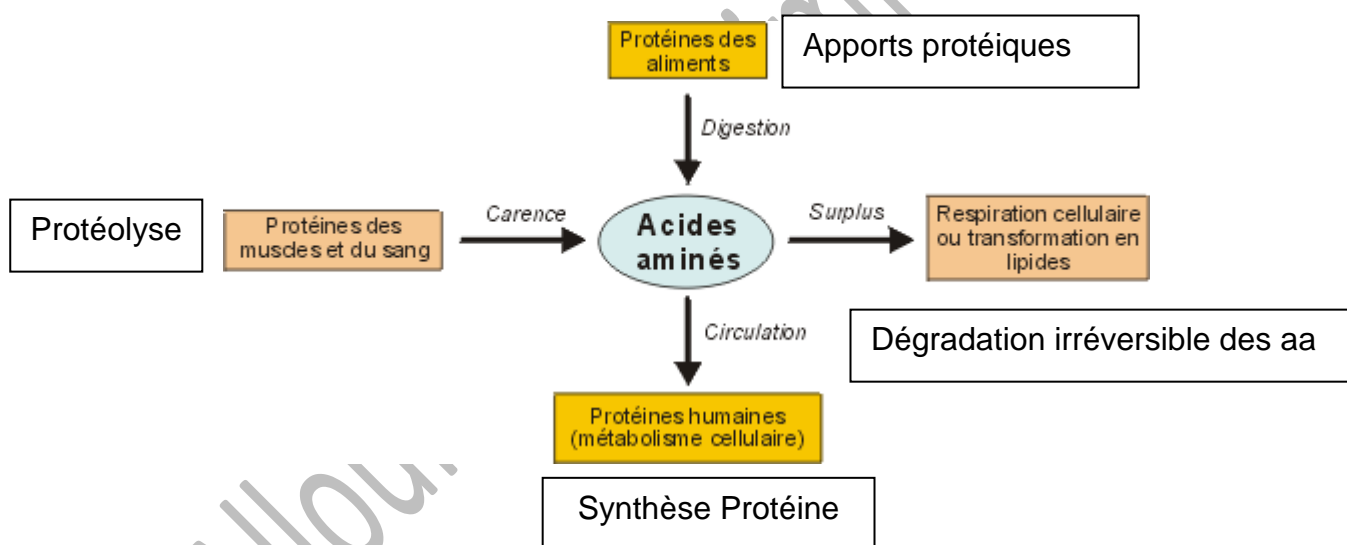 Protéines des
aliments
Apports protéiques
Digestion
Protéolyse
Protéines des
muscles et du sang
Carence
Acides
aminés
Surplus
Respiration cellulaire
ou transformation en
lipides
Circulation
Dégradation irréversible des aa
Protéines humaines
(métabolisme cellulaire)
Synthèse Protéine